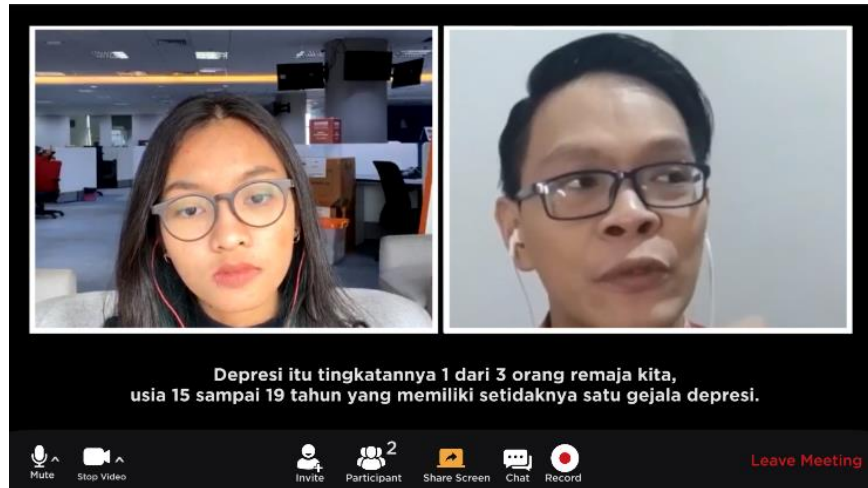 Depresi itu tingkatannya 1 dari 3 orang remaja kita,
usia 15 sampai 19 tahun yang memiliki setidaknya satu gejala depresi.
Mute
Stop Video
Invite
Participant
2
Share Screen
Chat
Record
Leave Meeting